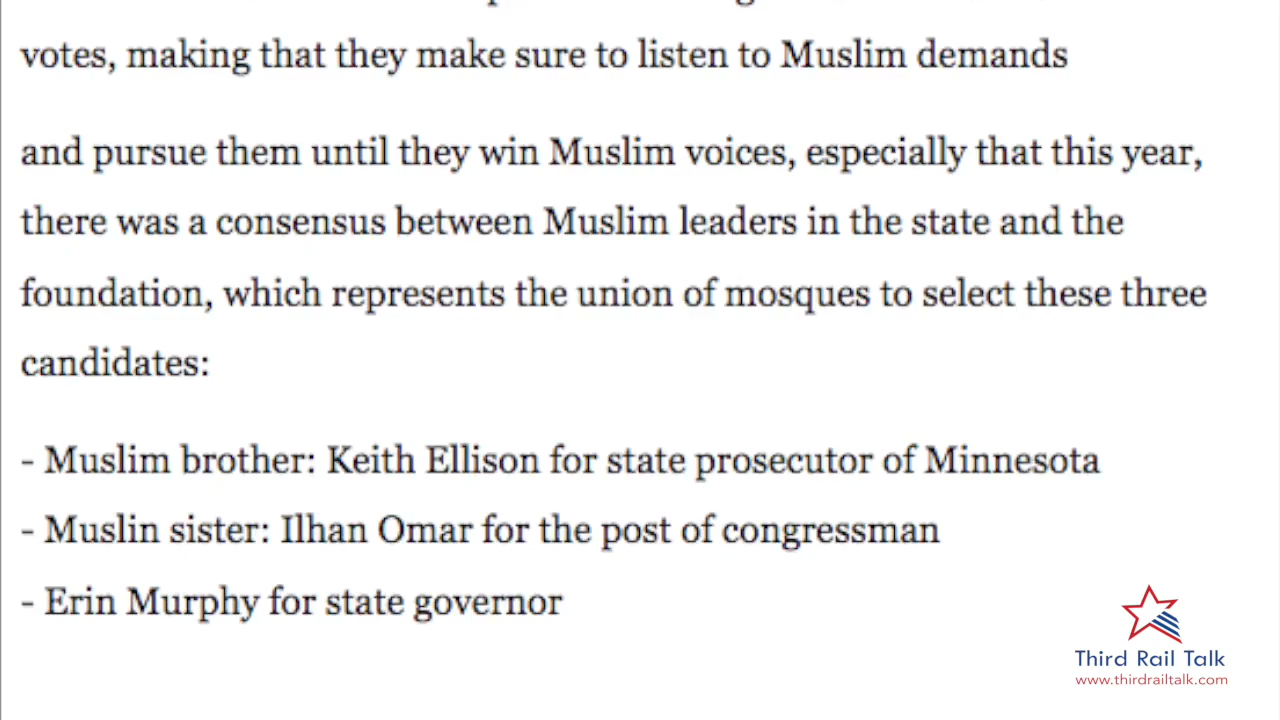 votes, making that they make sure to listen to Muslim demands
and pursue them until they win Muslim voices, especially that this year,
there was a consensus between Muslim leaders in the state and the
foundation, which represents the union of mosques to select these three
candidates:
- Muslim brother: Keith Ellison for state prosecutor of Minnesota
- Muslin sister: Ilhan Omar for the post of congressman
- Erin Murphy for state governor
Third Rail Talk
www.thirdrailtalk.com